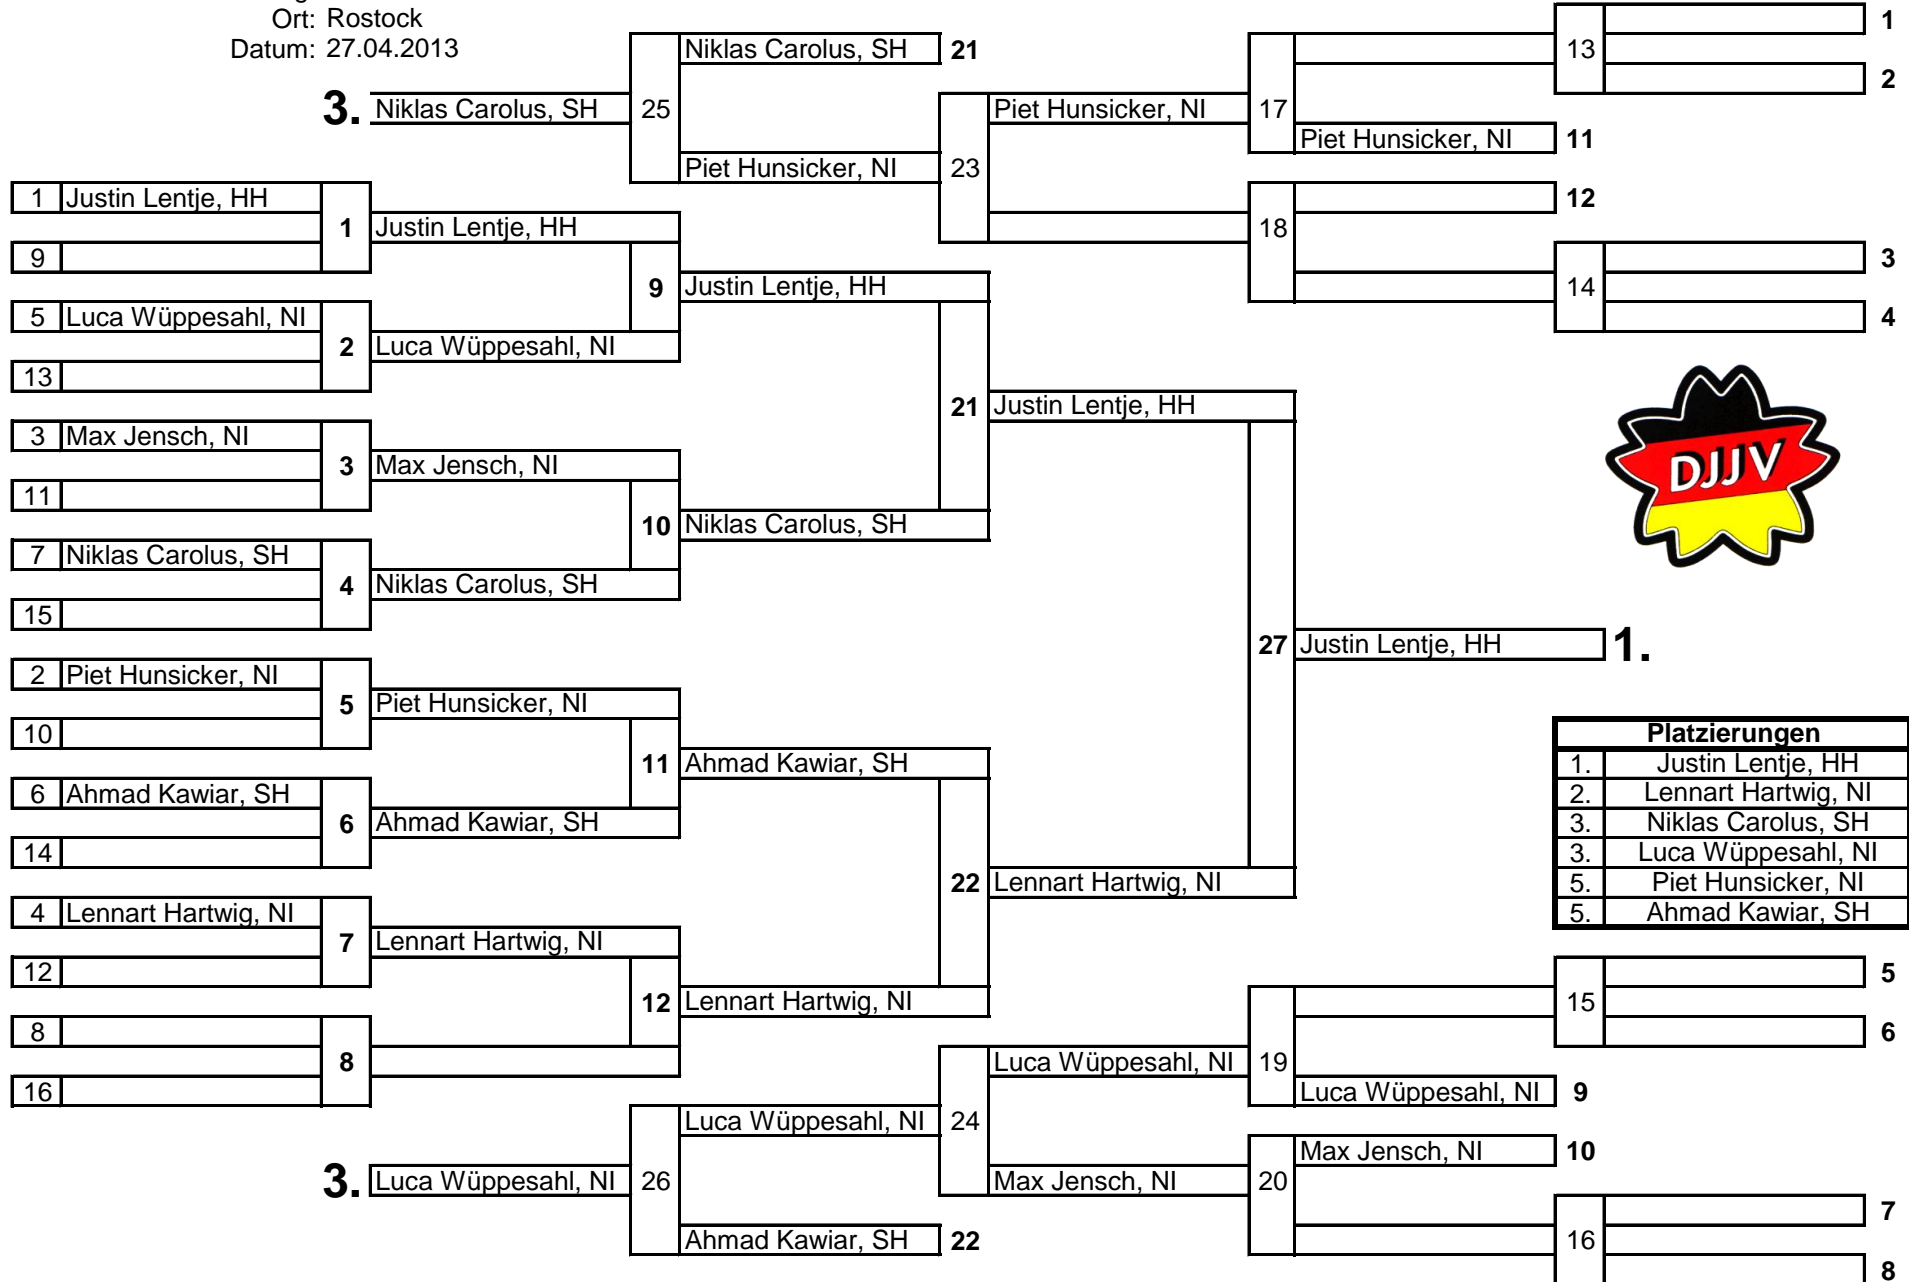 Ort: Rostock
Datum: 27.04.2013
3. Niklas Carolus, SH
25
Niklas Carolus, SH 21
Piet Hunsicker, NI
23
Piet Hunsicker, NI
17
Piet Hunsicker, NI 11
13
1
2
18
12
14
3
4
1 Justin Lentje, HH
9
1
5 Luca Wüppesahl, NI
13
2
3 Max Jensch, NI
11
3
7 Niklas Carolus, SH
15
4
2 Piet Hunsicker, NI
10
5
6 Ahmad Kawiar, SH
14
6
4 Lennart Hartwig, NI
12
7
8
16
8
Justin Lentje, HH
9
Luca Wüppesahl, NI
Max Jensch, NI
10
Niklas Carolus, SH
Piet Hunsicker, NI
11
Ahmad Kawiar, SH
Lennart Hartwig, NI
12
Justin Lentje, HH
21
Niklas Carolus, SH
Ahmad Kawiar, SH
22
Lennart Hartwig, NI
Justin Lentje, HH
27
Lennart Hartwig, NI
Justin Lentje, HH 1.
DJJV
Platzierungen
1. Justin Lentje, HH
2. Lennart Hartwig, NI
3. Niklas Carolus, SH
3. Luca Wüppesahl, NI
5. Piet Hunsicker, NI
5. Ahmad Kawiar, SH
3. Luca Wüppesahl, NI
26
Luca Wüppesahl, NI
Ahmad Kawiar, SH 22
24
Luca Wüppesahl, NI
Max Jensch, NI
19
Luca Wüppesahl, NI 9
20
Max Jensch, NI 10
15
5
6
16
7
8